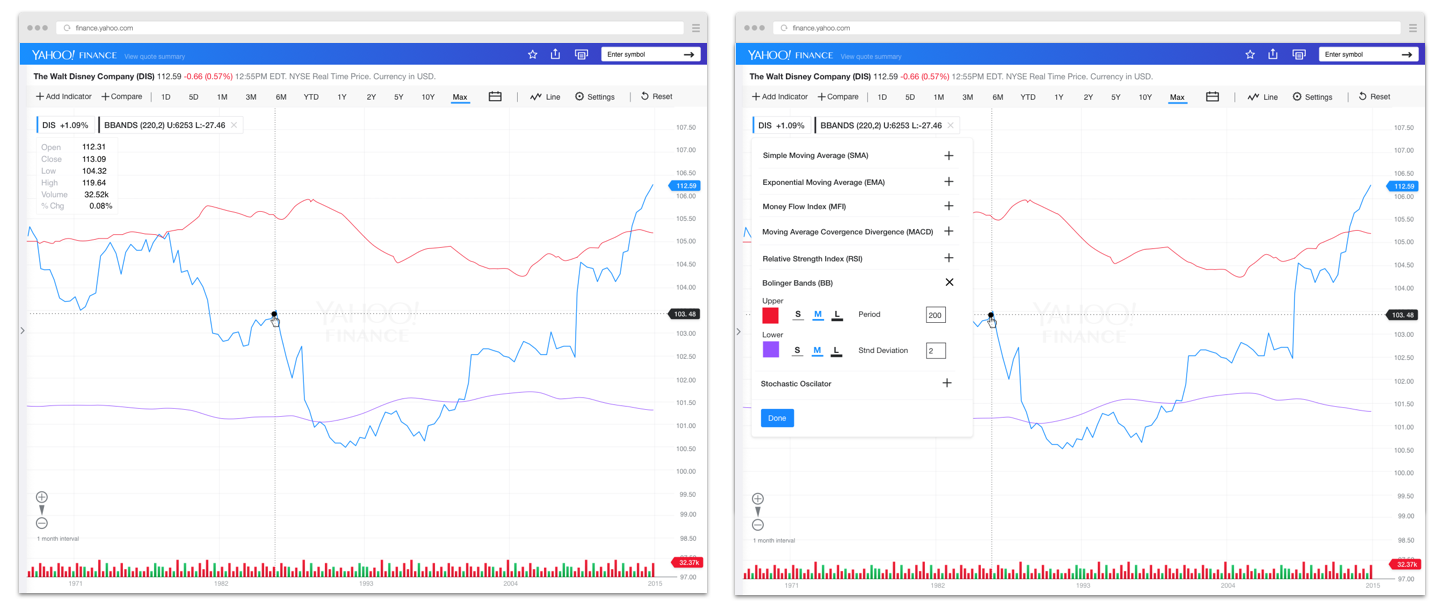 finance.yahoo.com
YAHOO! FINANCE View quote summary Enter symbol
The Walt Disney Company (DIS) 112.59 -0.66 (0.57%) 12:55PM EDT. NYSE Real Time Price. Currency in USD.
Add Indicator Compare 1D 5D 1M 3M 6M YTD 1Y 2Y 5Y 10Y Max Line Settings Reset
DIS +1.09% BBANDS (220,2) U:6253 L:-27.46
Open 112.31
Close 113.09
Low 104.32
High 119.64
Volume 32.52k
% Chg 0.08%
107.50
107.00
106.50
112.59
106.00
105.50
105.00
104.50
104.00
103.48
103.00
102.50
102.00
101.50
101.00
100.50
100.00
99.50
99.00
98.50
YAHOO!
FINANCE
1 month interval
32.37k
97.00
1971 1982 1993 2004 2015
finance.yahoo.com
YAHOO! FINANCE View quote summary Enter symbol
The Walt Disney Company (DIS) 112.59 -0.66 (0.57%) 12:55PM EDT. NYSE Real Time Price. Currency in USD.
Add Indicator Compare 1D 5D 1M 3M 6M YTD 1Y 2Y 5Y 10Y Max Line Settings Reset
DIS +1.09% BBANDS (220,2) U:6253 L:-27.46
Simple Moving Average (SMA)
Exponential Moving Average (EMA)
Money Flow Index (MFI)
Moving Average Covergence Divergence (MACD)
Relative Strength Index (RSI)
Bolinger Bands (BB)
Upper
S M L Period 200
Lower
S M L Stnd Deviation 2
Stochastic Oscilator
Done
107.50
107.00
106.50
112.59
106.00
105.50
105.00
104.50
104.00
103.48
103.00
102.50
102.00
101.50
101.00
100.50
100.00
99.50
99.00
98.50
YAHOO!
FINANCE
1 month interval
32.37k
97.00
1971 1982 1993 2004 2015